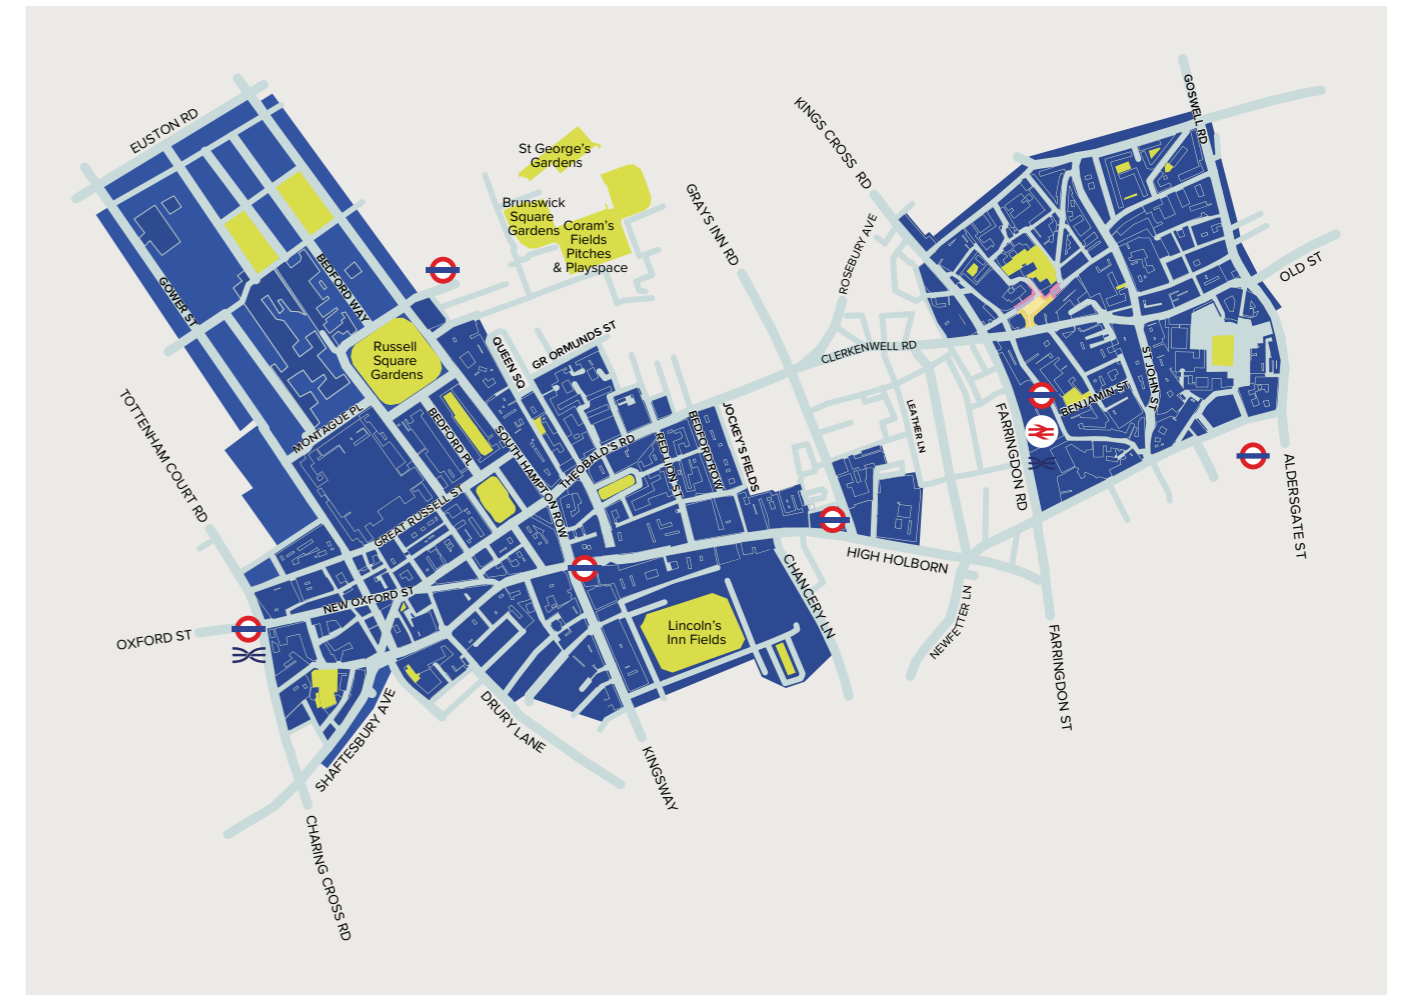 EUSTON RD
GOSWELL RD
KINGS CROSS RD
St George's
Gardens
Brunswick
Square
Gardens
Coram's
Fields
Pitches
& Playspace
GRAYS INN RD
ROSEBURY AVE
OLD ST
BEDFORD WAY
GOWER ST
Russell
Square
Gardens
QUEEN SQ
GR ORMUNDS ST
CLERKENWELL RD
ST JOHN ST
BENJAMIN ST
TOTTENHAM COURT RD
MONTAGUE PL
BEDFORD PL
SOUTH HAMPTON ROW
THEOBALD'S RD
RED LION ST
BEDFORD ROW
JOCKEY'S FIELDS
LEATHER LN
FARRINGDON RD
ALDERSGATE ST
GREAT RUSSELL ST
HIGH HOLBORN
CHANCERY LN
NEW OXFORD ST
OXFORD ST
Lincoln's
Inn Fields
NEWFETTER LN
FARRINGDON ST
SHAFTESBURY AVE
DRURY LANE
KINGSWAY
CHARING CROSS RD